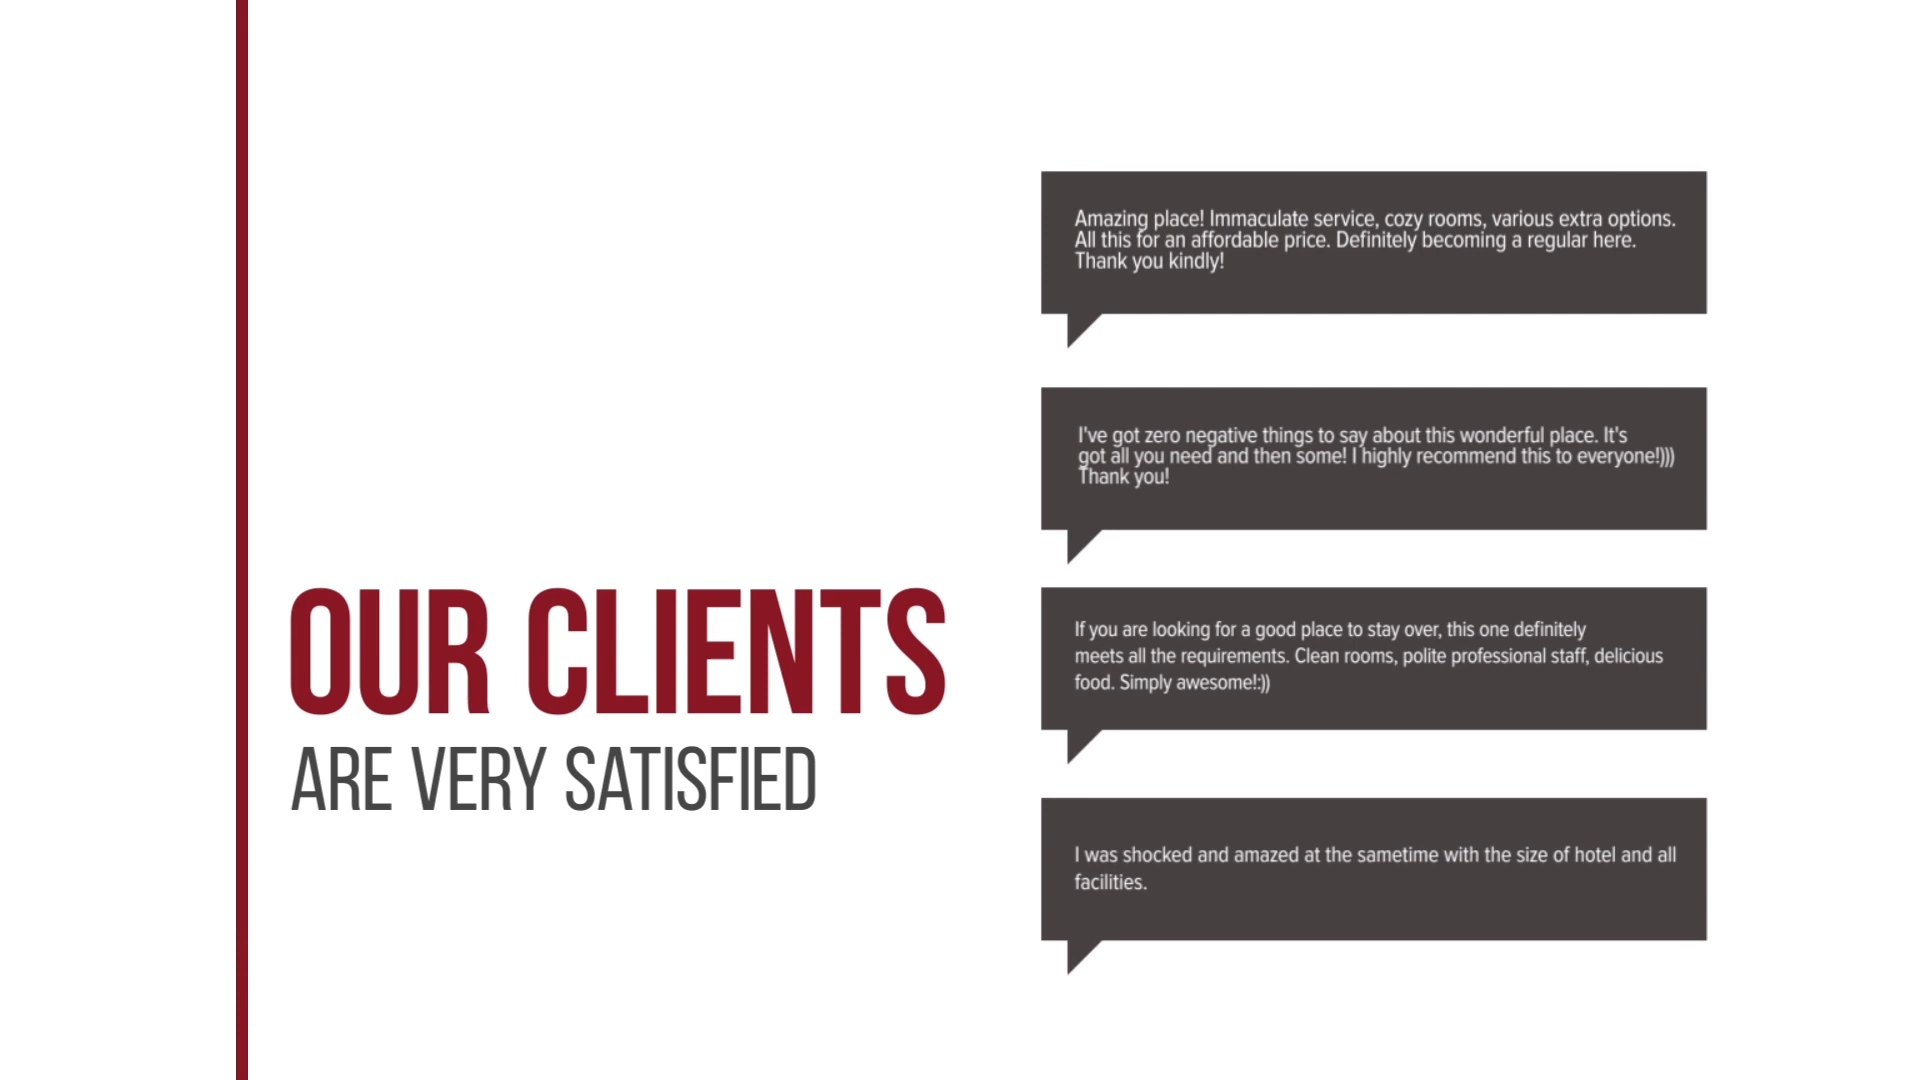 OUR CLIENTS
ARE VERY SATISFIED
Amazing place! Immaculate service, cozy rooms, various extra options.
All this for an affordable price. Definitely becoming a regular here.
Thank you kindly!
I've got zero negative things to say about this wonderful place. It's
got all you need and then some! I highly recommend this to everyone!)))
Thank you!
If you are looking for a good place to stay over, this one definitely
meets all the requirements. Clean rooms, polite professional staff, delicious
food. Simply awesome!:))
I was shocked and amazed at the sametime with the size of hotel and all
facilities.